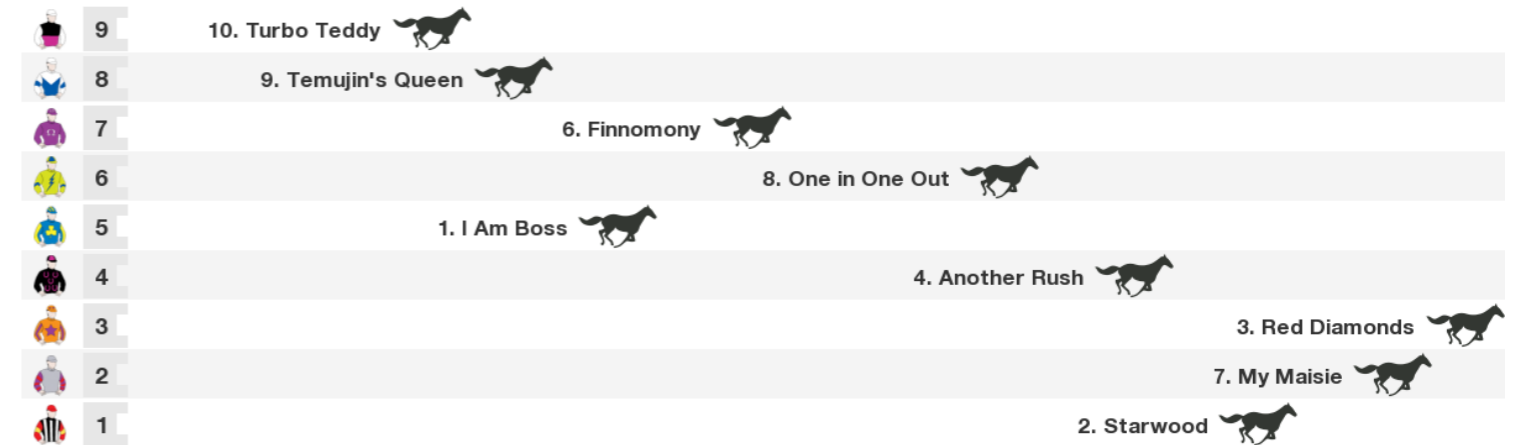 9 10. Turbo Teddy
8 9. Temujin's Queen
7 6. Finnomony
6 8. One in One Out
5 1. I Am Boss
4 4. Another Rush
3 3. Red Diamonds
2 7. My Maisie
1 2. Starwood